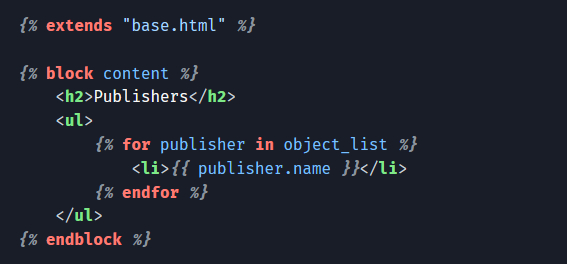 {% extends "base.html" %}

{% block content %}
    <h2>Publishers</h2>
    <ul>
        {% for publisher in object_list %}
            <li>{{ publisher.name }}</li>
        {% endfor %}
    </ul>
{% endblock %}